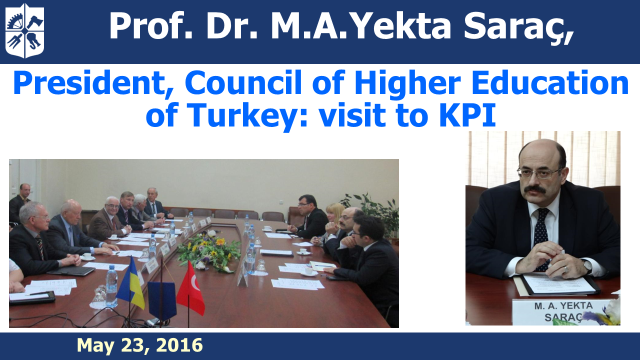 Prof. Dr. M.A.Yekta Saraç,
President, Council of Higher Education
of Turkey: visit to KPI
M. A. YEKTA
SARAÇ
May 23, 2016